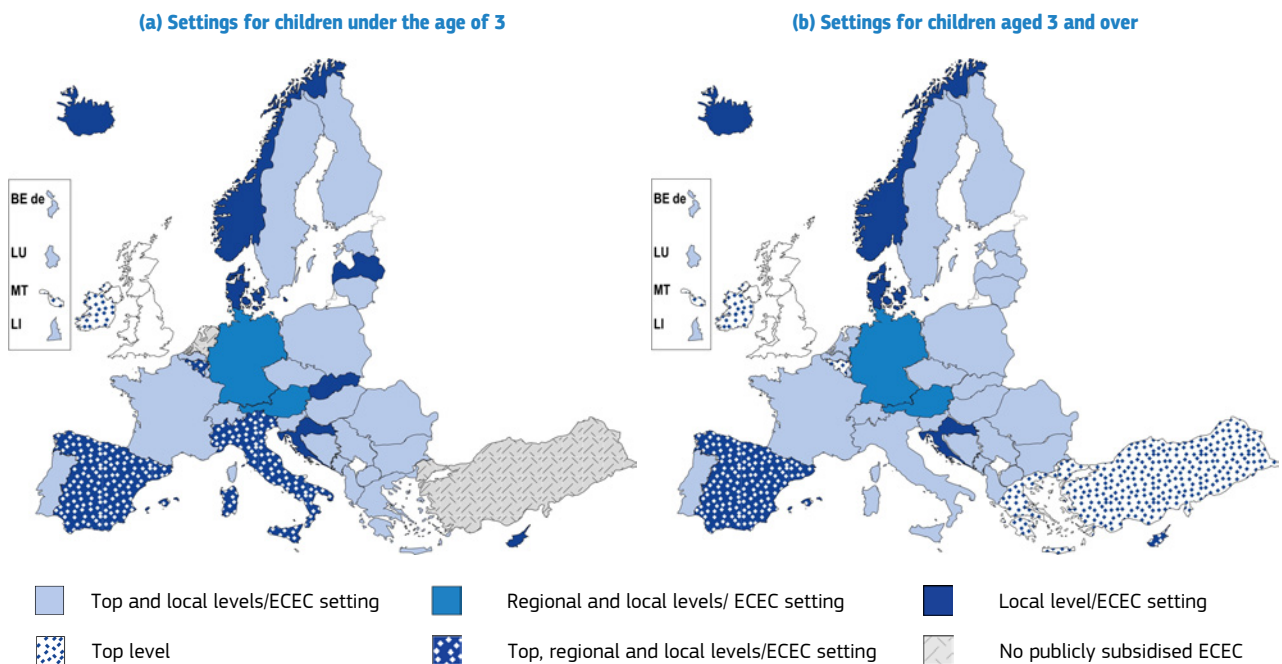 (a) Settings for children under the age of 3
(b) Settings for children aged 3 and over
BE de
LU
MT
LI
BE de
LU
MT
LI
Top and local levels/ECEC setting
Regional and local levels/ ECEC setting
Local level/ECEC setting
Top level
Top, regional and local levels/ECEC setting
No publicly subsidised ECEC